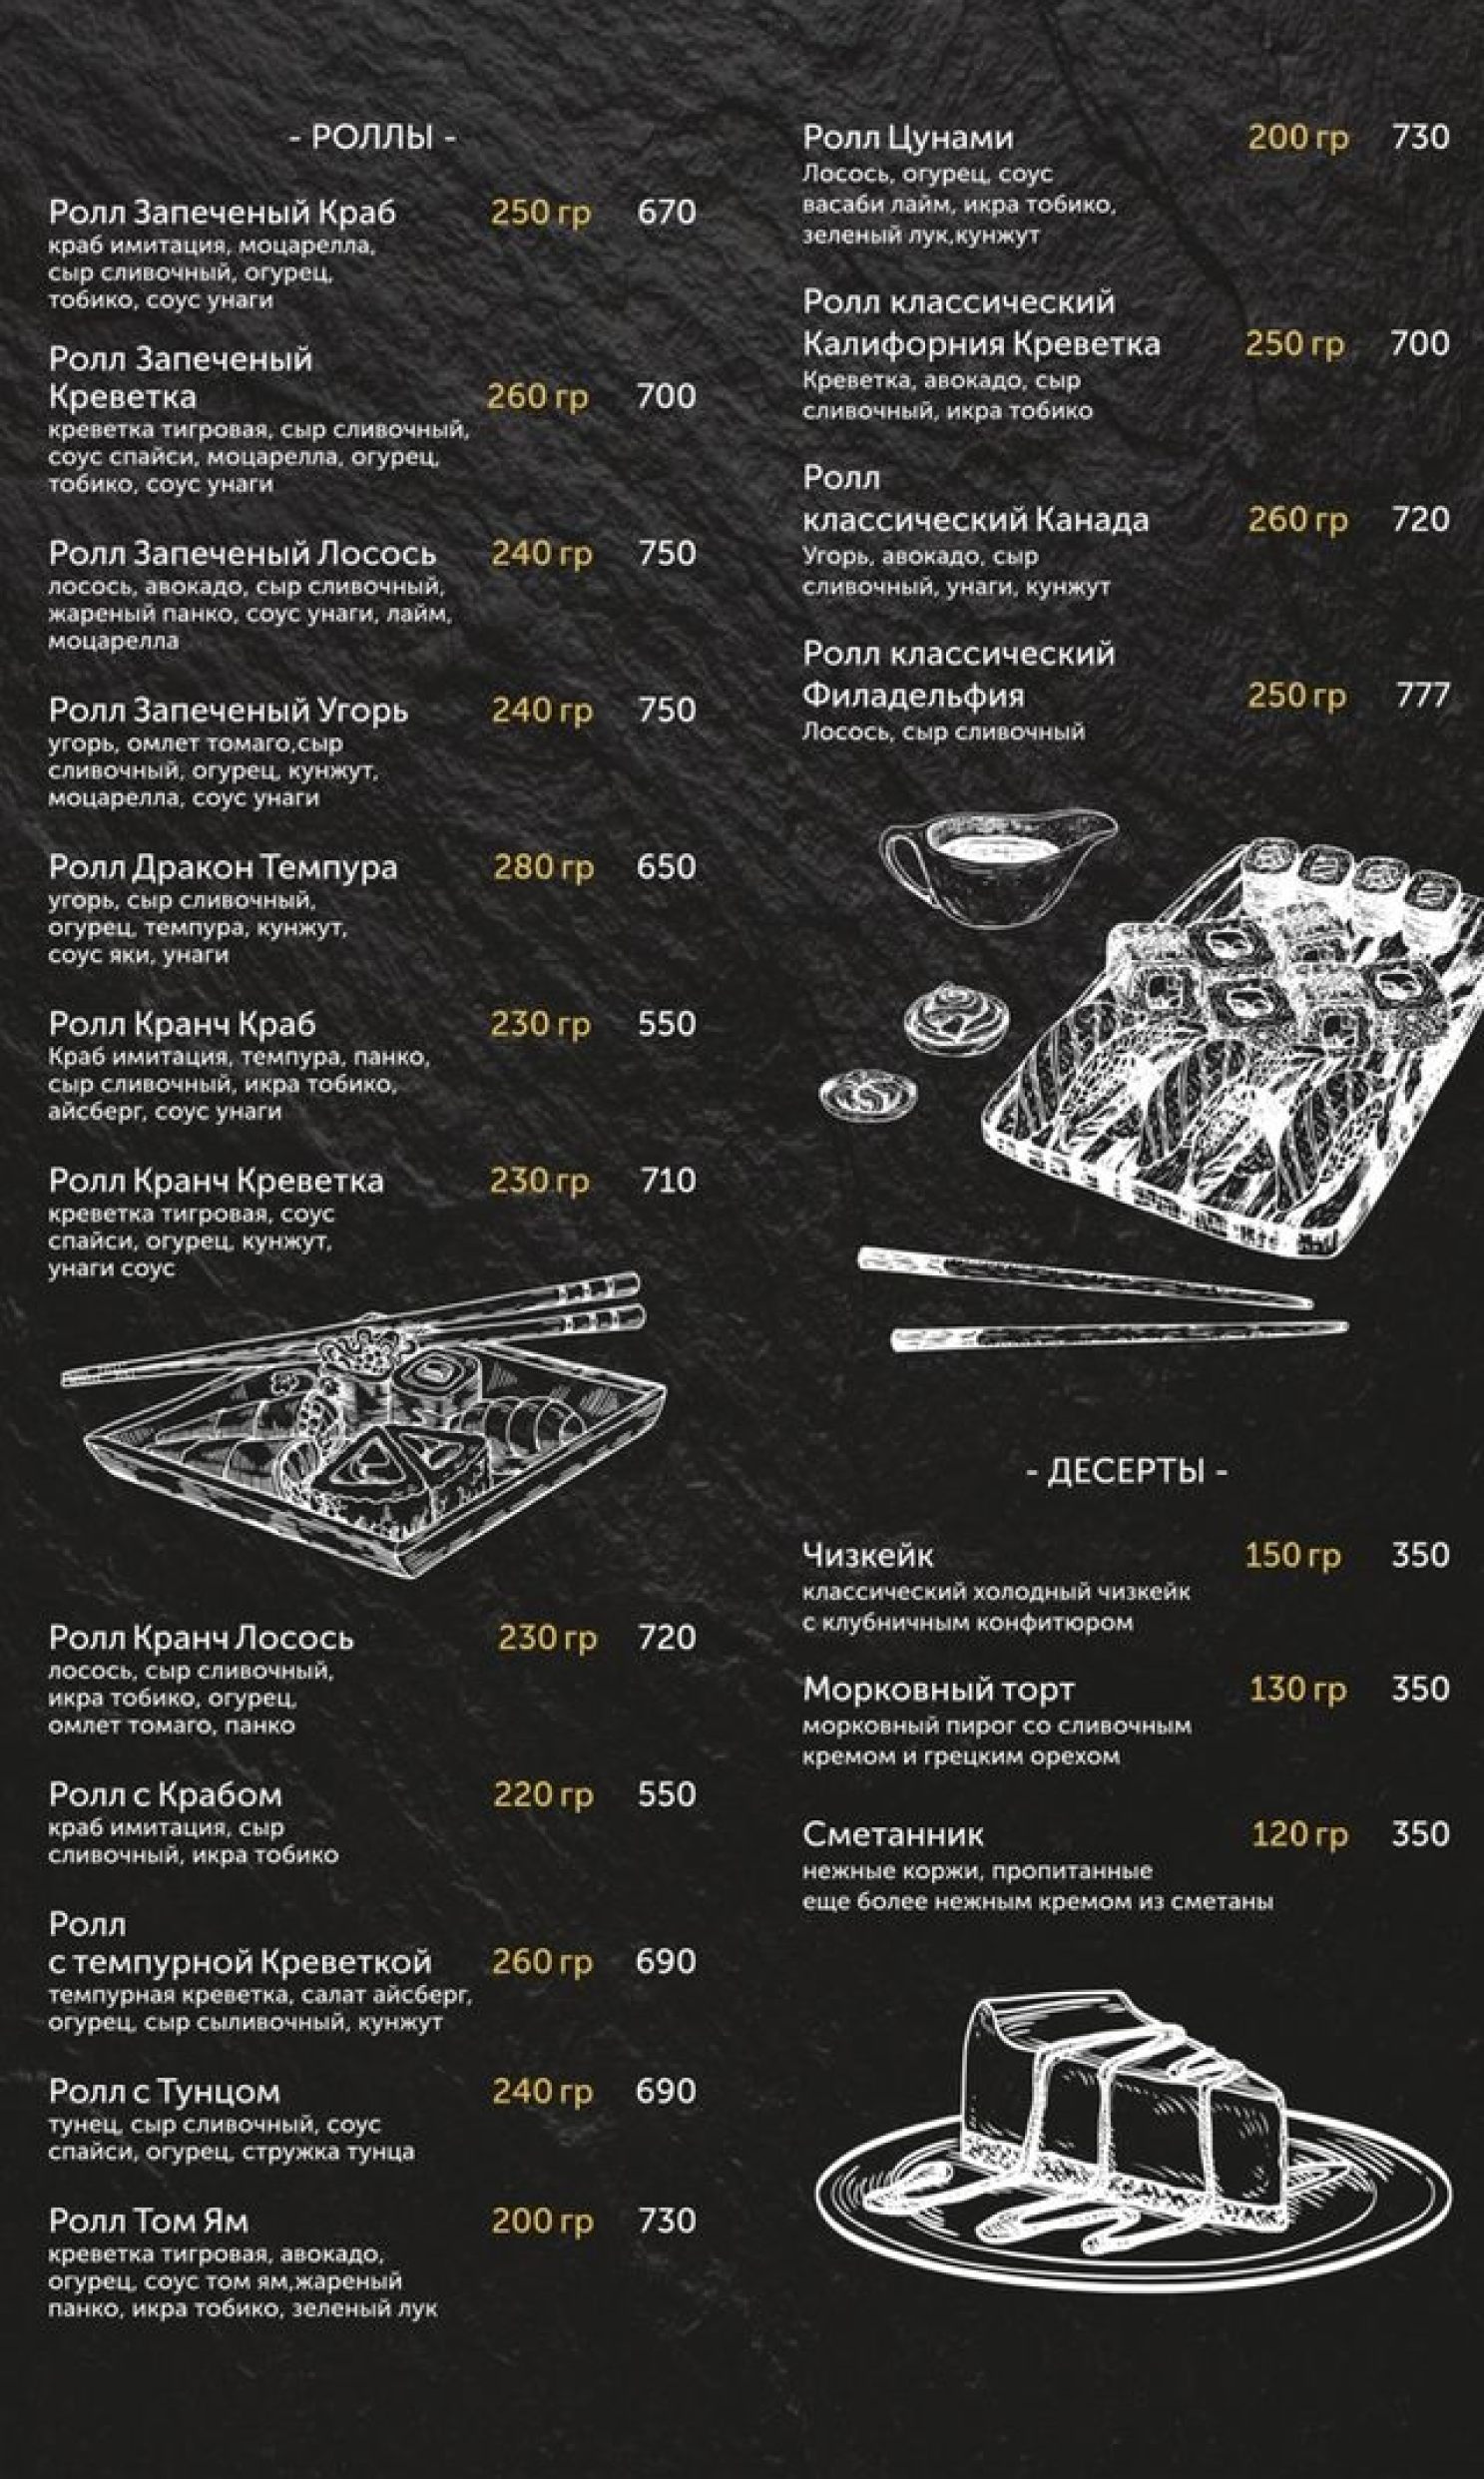 - РОЛЛЫ -
Ролл Запеченый Краб 250 гр 670
краб имитация, моцарелла,
сыр сливочный, огурец,
тобико, соус унаги
Ролл Запеченый
Креветка 260 гр 700
креветка тигровая, сыр сливочный,
соус спайси, моцарелла, огурец,
тобико, соус унаги
Ролл Запеченый Лосось 240 гр 750
лосось, авокадо, сыр сливочный,
жареный панко, соус унаги, лайм,
моцарелла
Ролл Запеченый Угорь 240 гр 750
угорь, омлет томаго,сыр
сливочный, огурец, кунжут,
моцарелла, соус унаги
Ролл Дракон Темпура 280 гр 650
угорь, сыр сливочный,
огурец, темпура, кунжут,
соус яки, унаги
Ролл Кранч Краб 230 гр 550
Краб имитация, темпура, панко,
сыр сливочный, икра тобико,
айсберг, соус унаги
Ролл Кранч Креветка 230 гр 710
креветка тигровая, соус
спайси, огурец, кунжут,
унаги соус
Ролл Кранч Лосось 230 гр 720
лосось, сыр сливочный,
икра тобико, огурец,
омлет томаго, панко
Ролл с Крабом 220 гр 550
краб имитация, сыр
сливочный, икра тобико
Ролл
с темпурной Креветкой 260 гр 690
темпурная креветка, салат айсберг,
огурец, сыр сыливочный, кунжут
Ролл с Тунцом 240 гр 690
тунец, сыр сливочный, соус
спайси, огурец, стружка тунца
Ролл Том Ям 200 гр 730
креветка тигровая, авокадо,
огурец, соус том ям,жареный
панко, икра тобико, зеленый лук
Ролл Цунами 200 гр 730
Лосось, огурец, соус
васаби лайм, икра тобико,
зеленый лук,кунжут
Ролл классический
Калифорния Креветка 250 гр 700
Креветка, авокадо, сыр
сливочный, икра тобико
Ролл
классический Канада 260 гр 720
Угорь, авокадо, сыр
сливочный, унаги, кунжут
Ролл классический
Филадельфия 250 гр 777
Лосось, сыр сливочный
- ДЕСЕРТЫ -
Чизкейк 150 гр 350
классический холодный чизкейк
с клубничным конфитюром
Морковный торт 130 гр 350
морковный пирог со сливочным
кремом и грецким орехом
Сметанник 120 гр 350
нежные коржи, пропитанные
еще более нежным кремом из сметаны